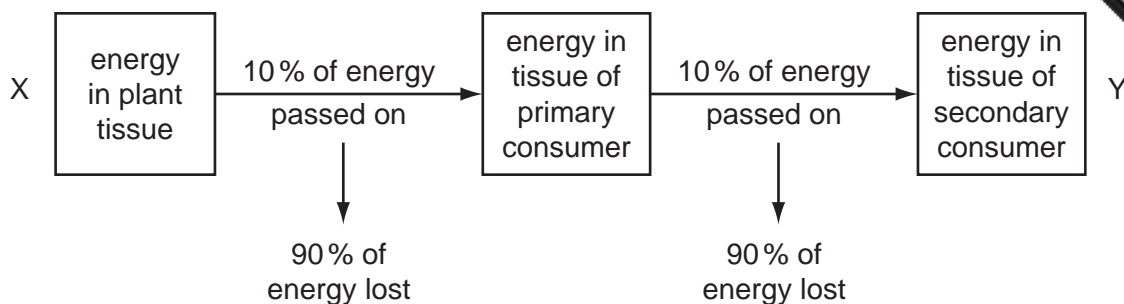 X
energy
in plant
tissue
10 % of energy
passed on
90 % of
energy lost
energy in
tissue of
primary
consumer
10 % of energy
passed on
90 % of
energy lost
energy in
tissue of
secondary
consumer
Y